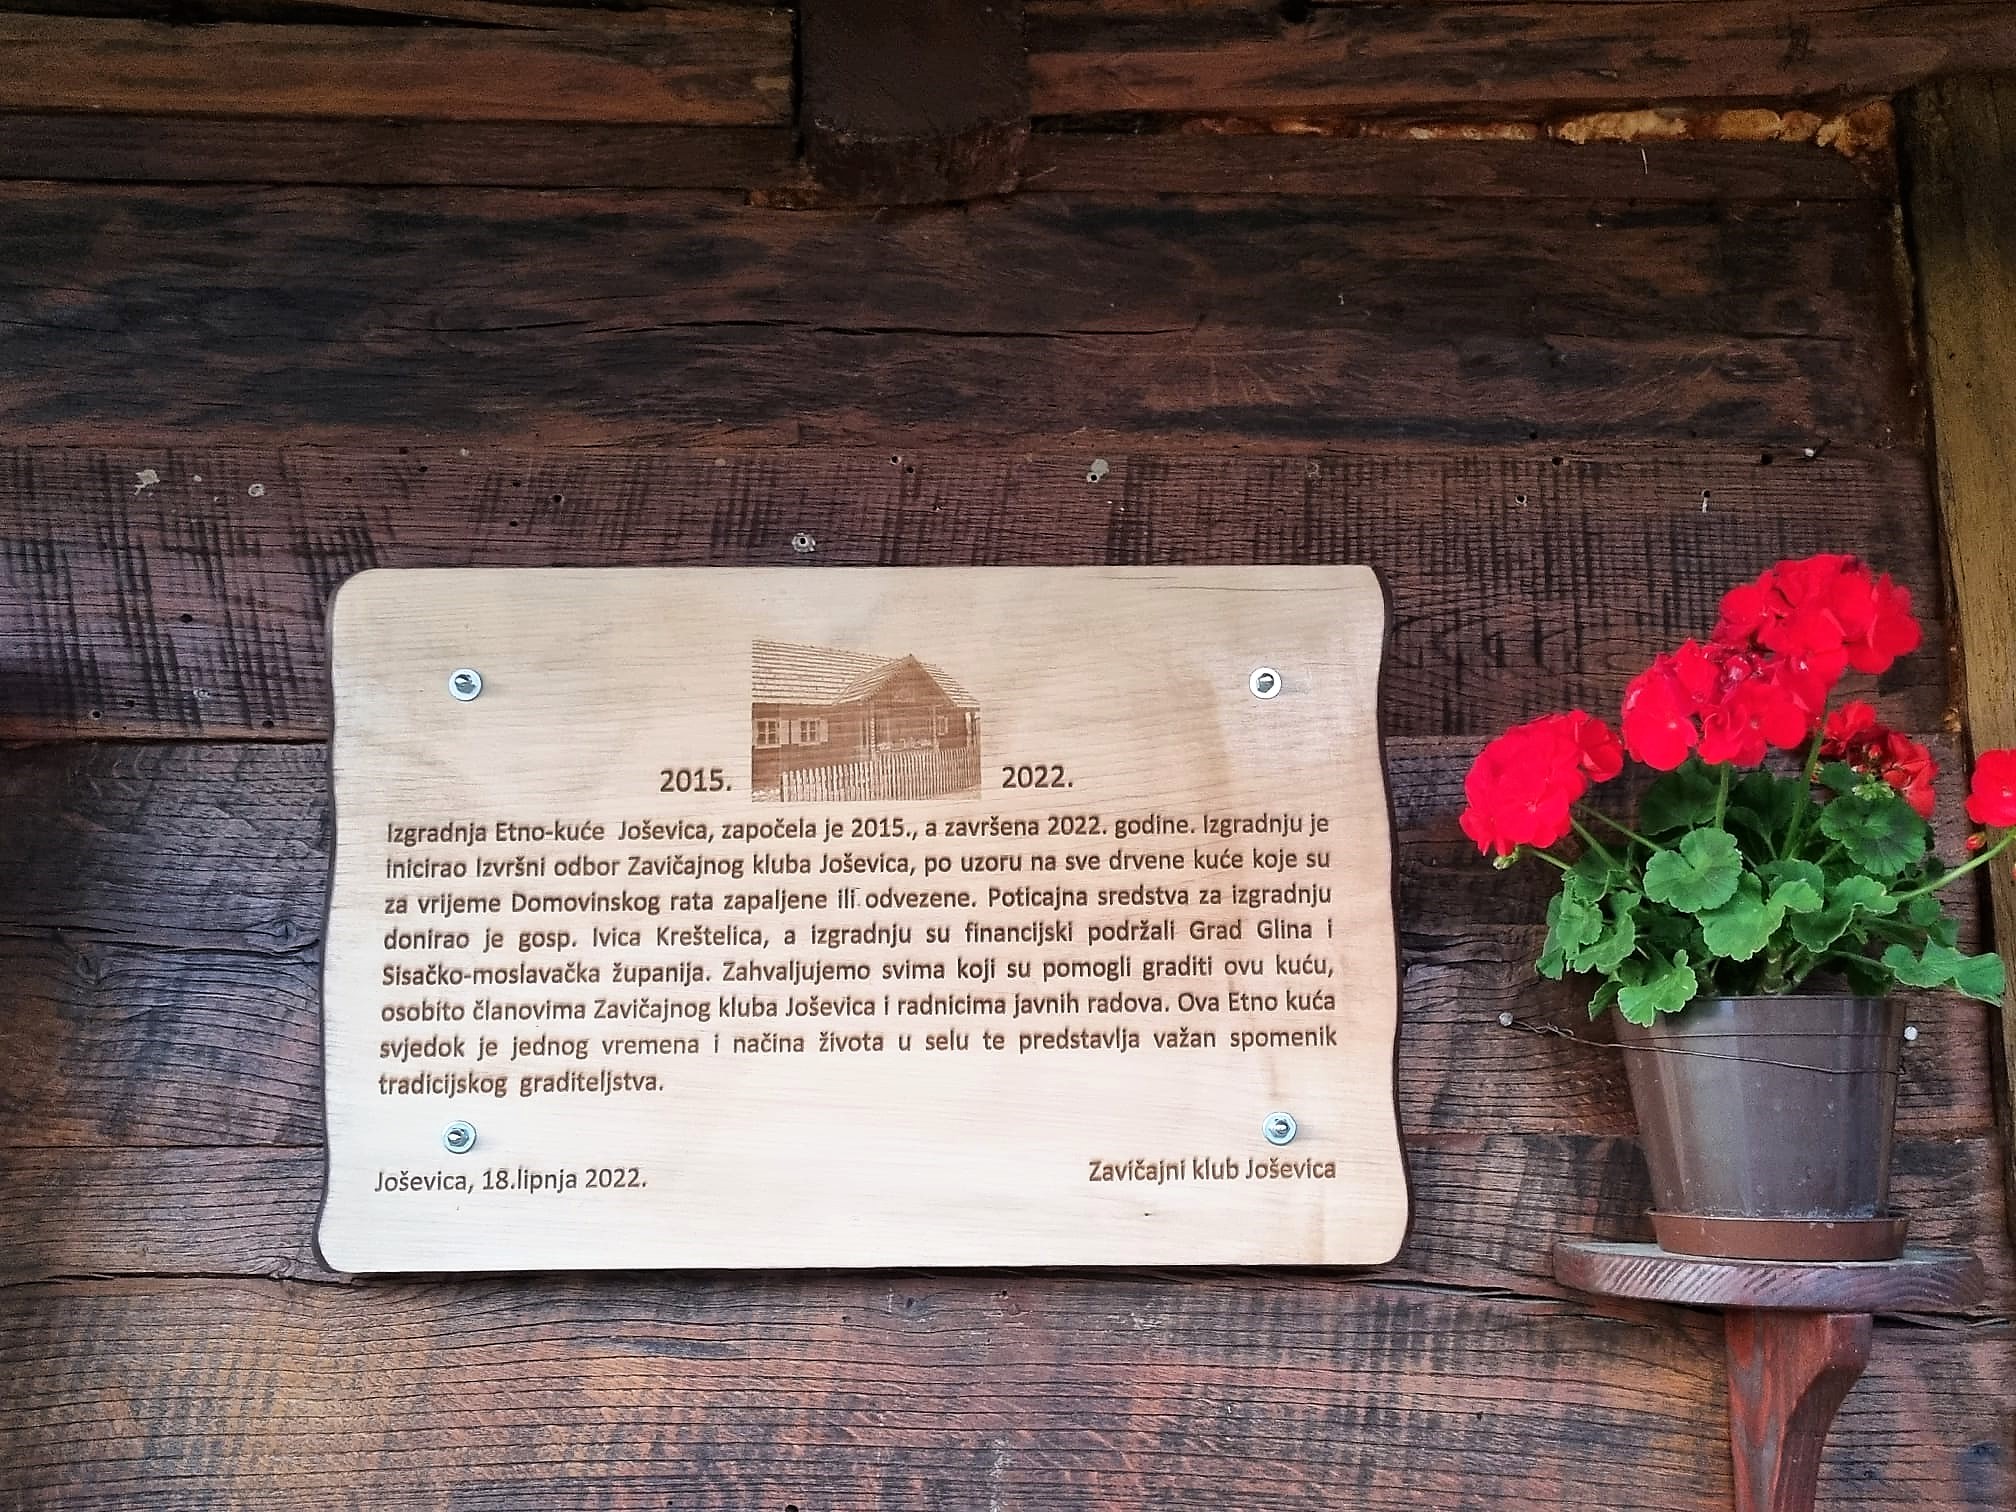 2015. 2022.
Izgradnja Etno-kuće Joševica, započela je 2015., a završena 2022. godine. Izgradnju je
inicirao Izvršni odbor Zavičajnog kluba Joševica, po uzoru na sve drvene kuće koje su
za vrijeme Domovinskog rata zapaljene ili odvezene. Poticajna sredstva za izgradnju
donirao je gosp. Ivica Kreštelica, a izgradnju su financijski podržali Grad Glina i
Sisačko-moslavačka županija. Zahvaljujemo svima koji su pomogli graditi ovu kuću,
osobito članovima Zavičajnog kluba Joševica i radnicima javnih radova. Ova Etno kuća
svjedok je jednog vremena i načina života u selu te predstavlja važan spomenik
tradicijskog graditeljstva.
Joševica, 18.lipnja 2022. Zavičajni klub Joševica